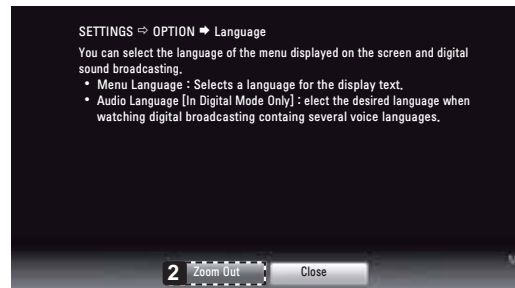 SETTINGS ⇨ OPTION ➡ Language
You can select the language of the menu displayed on the screen and digital
sound broadcasting.
• Menu Language : Selects a language for the display text.
• Audio Language [In Digital Mode Only] : elect the desired language when
watching digital broadcasting containg several voice languages.
2 Zoom Out Close